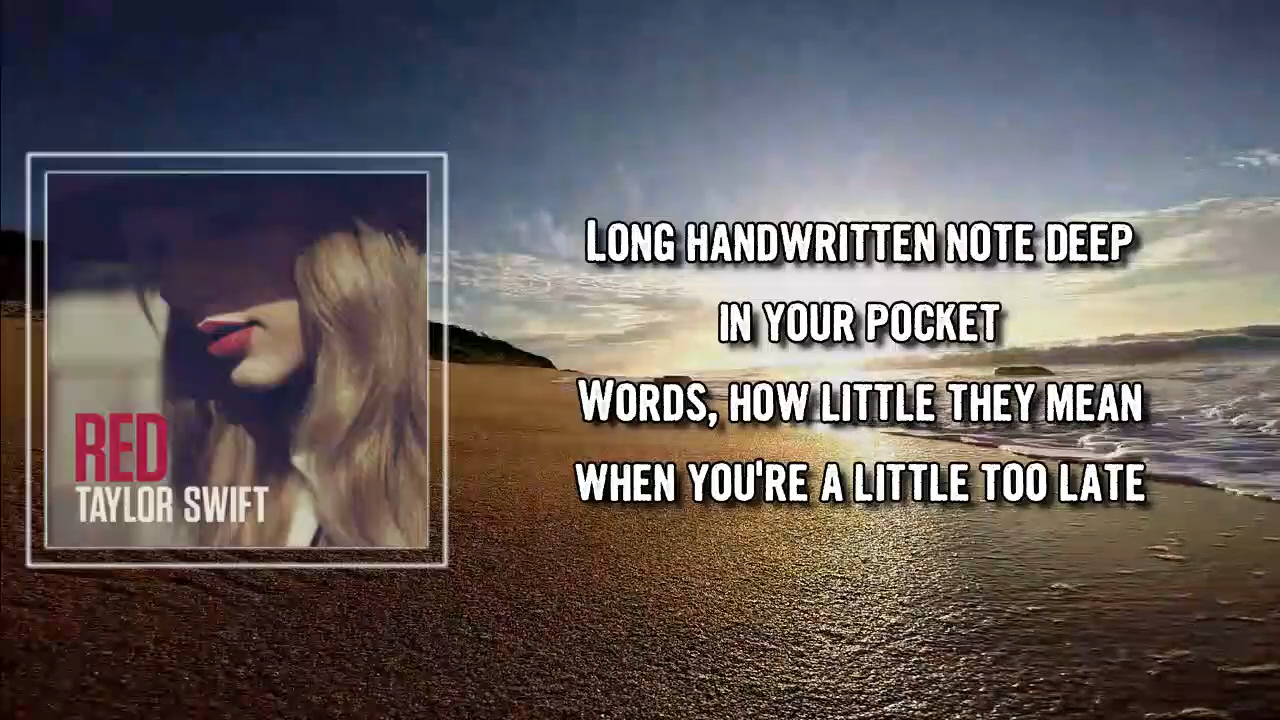 RED
TAYLOR SWIFT
Long handwritten note deep
in your pocket
Words, how little they mean
when you're a little too late